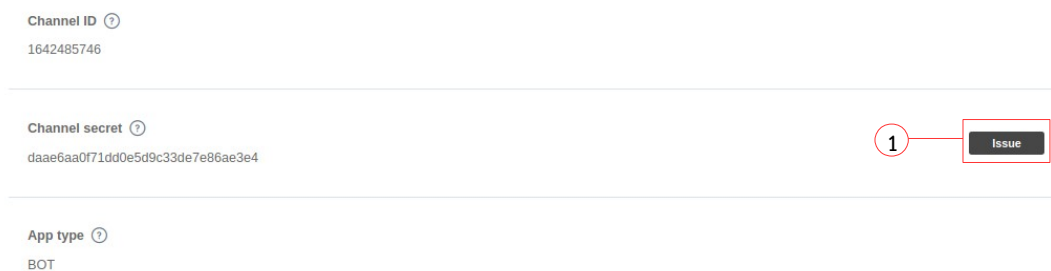 Channel ID ?
1642485746
Channel secret ?
daae6aa0f71dd0e5d9c33de7e86ae3e4
1
Issue
App type ?
BOT